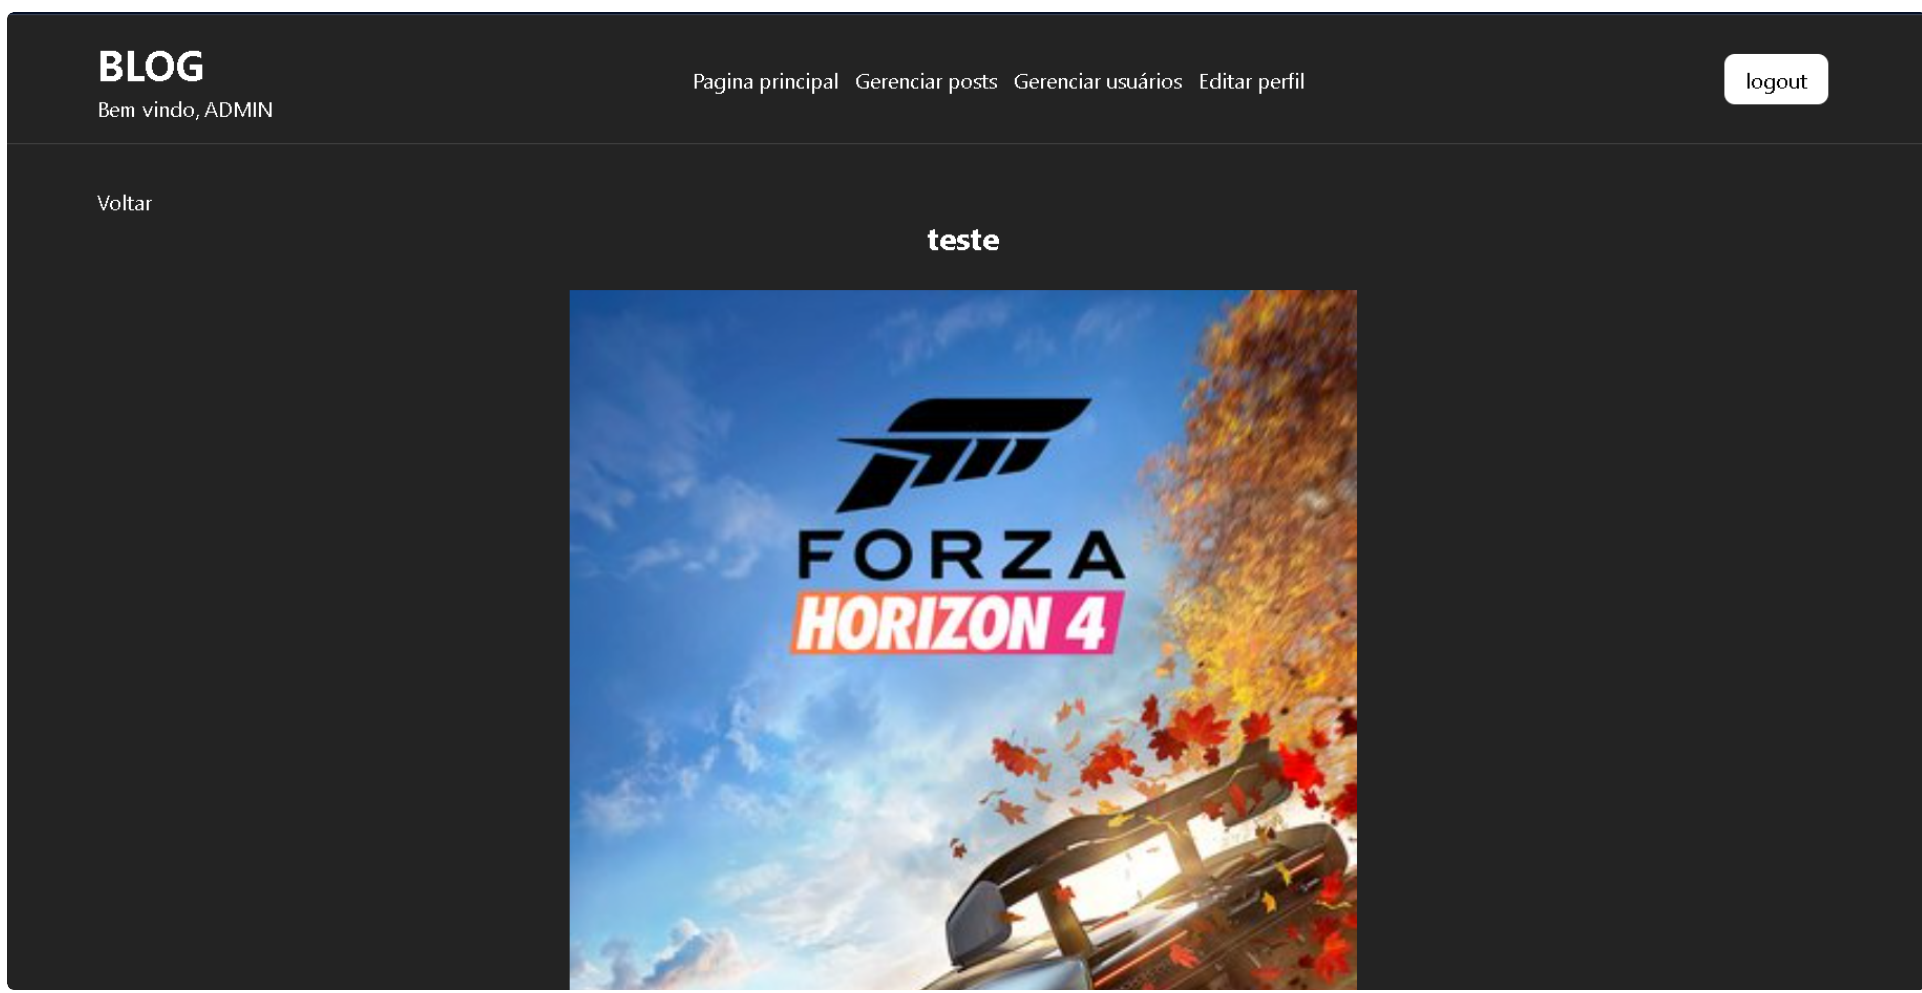 BLOG
Bem vindo, ADMIN
Pagina principal Gerenciar posts Gerenciar usuários Editar perfil
logout
Voltar
teste
FORZA
HORIZON 4